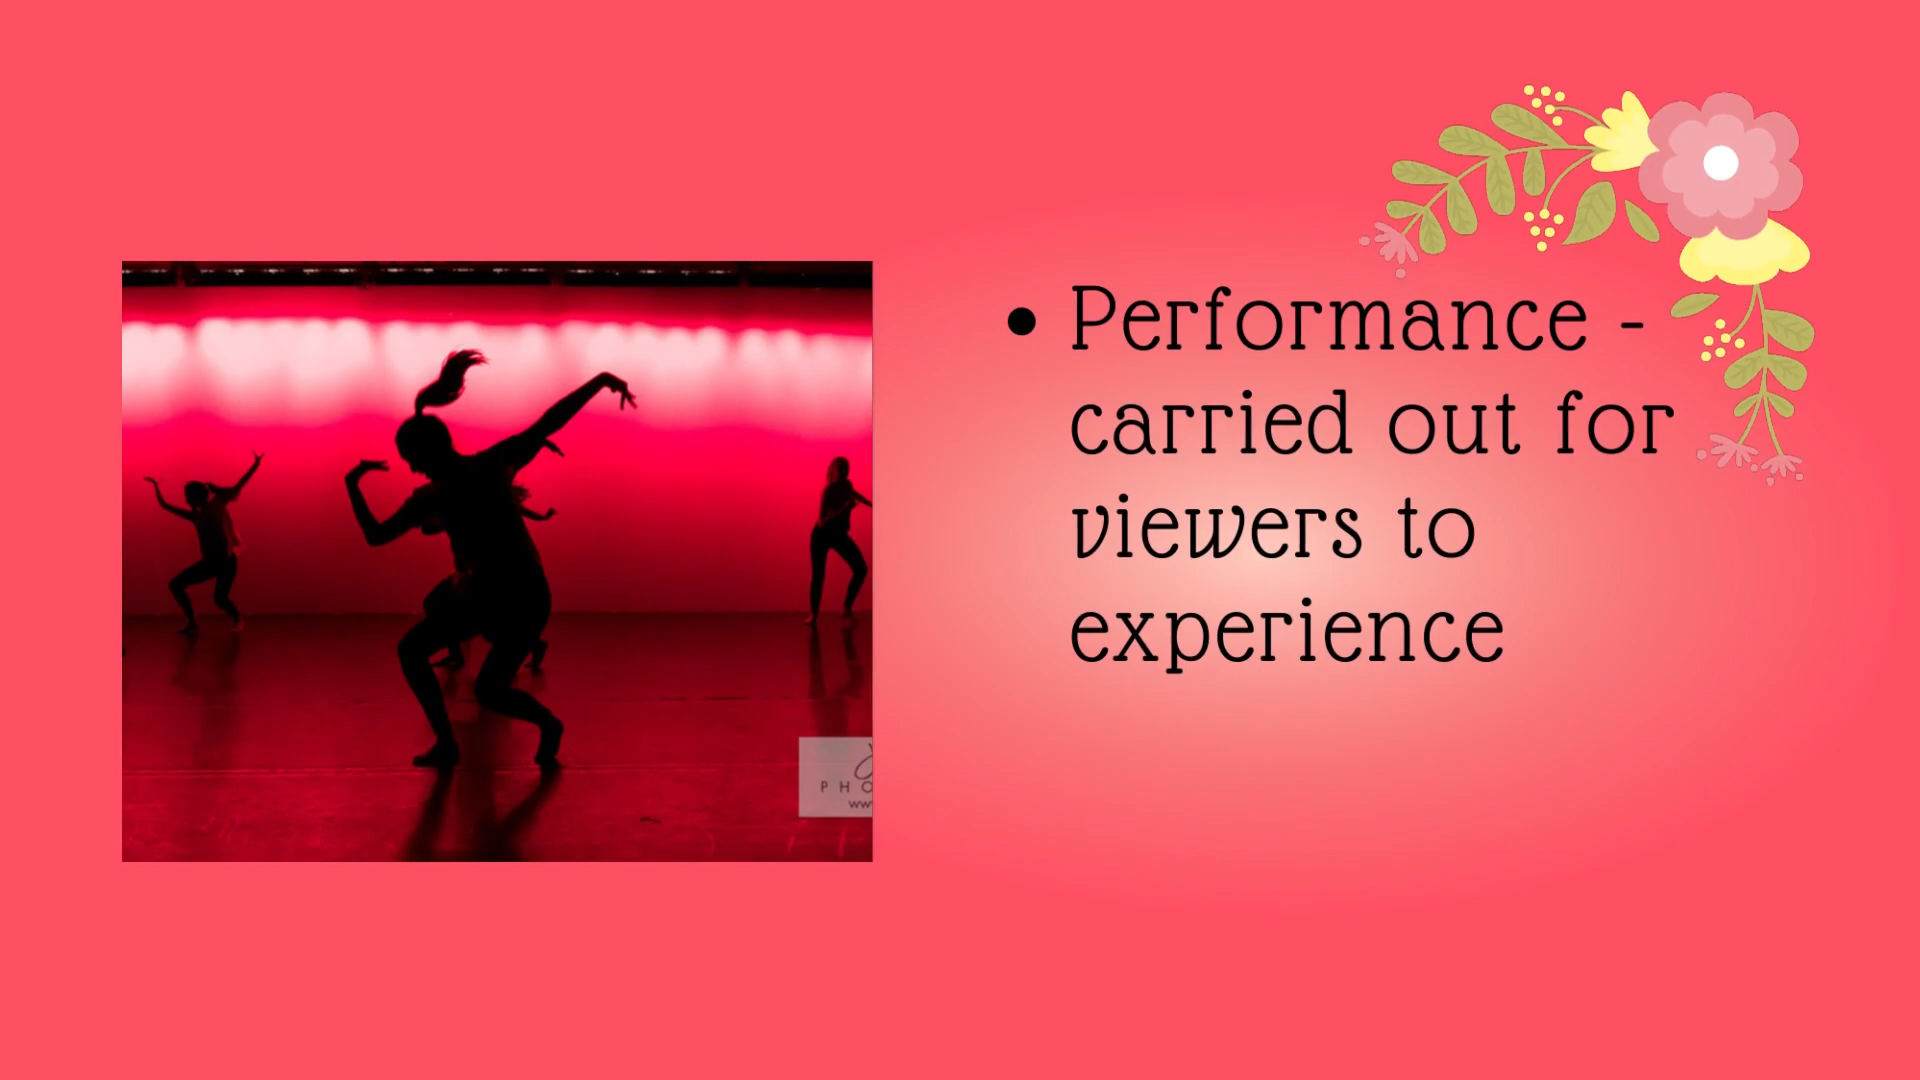 • Performance -
carried out for
viewers to
experience